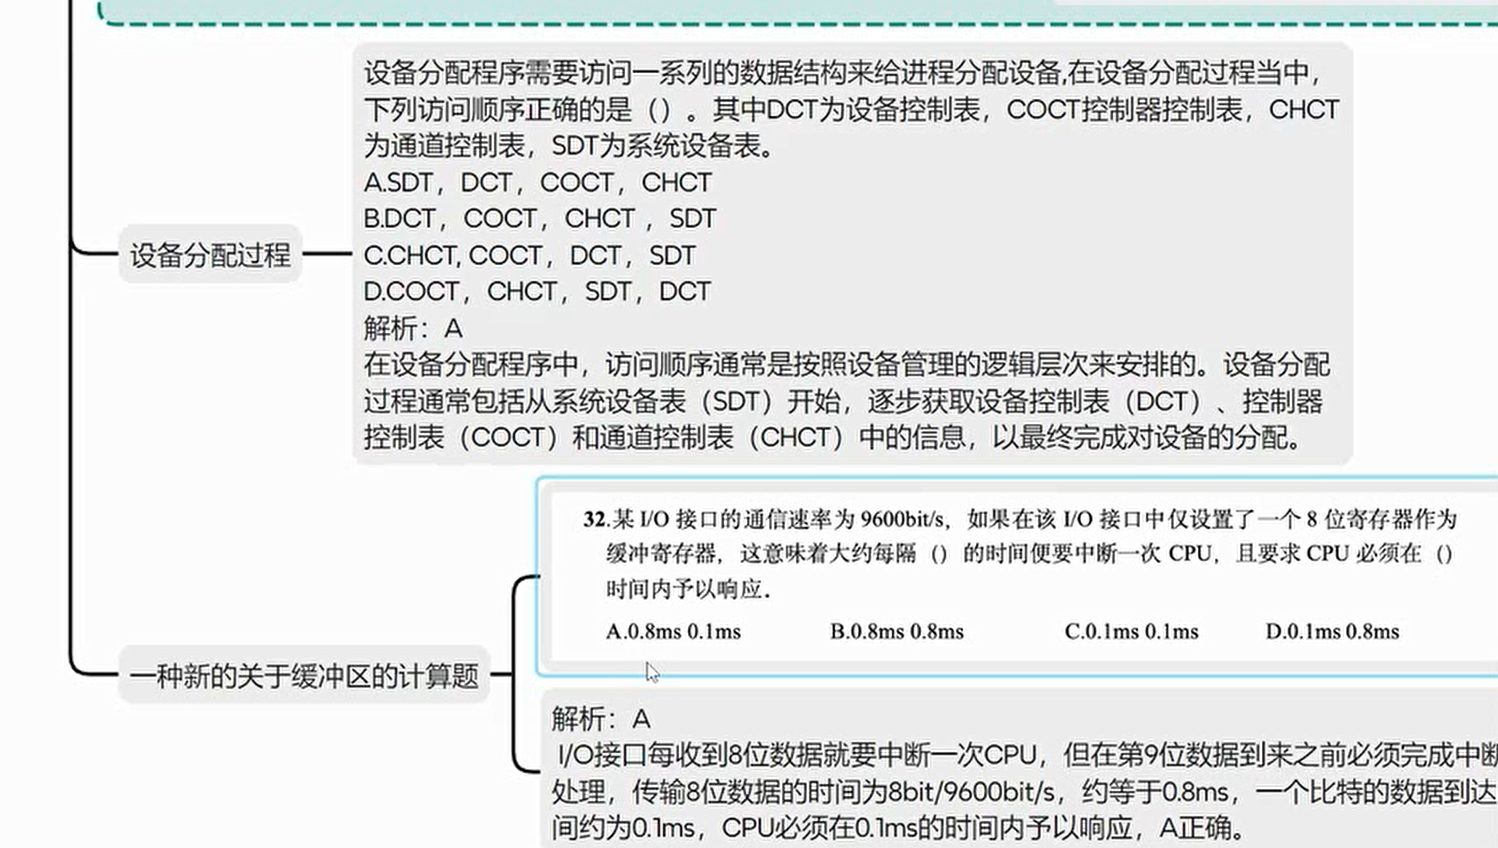 设备分配程序需要访问一系列的数据结构来给进程分配设备,在设备分配过程当中，
下列访问顺序正确的是（）。其中DCT为设备控制表，COCT控制器控制表，CHCT
为通道控制表，SDT为系统设备表。
A.SDT，DCT，COCT，CHCT
B.DCT，COCT，CHCT ，SDT
设备分配过程
C.CHCT, COCT，DCT，SDT
D.COCT，CHCT，SDT，DCT
解析：A
在设备分配程序中，访问顺序通常是按照设备管理的逻辑层次来安排的。设备分配
过程通常包括从系统设备表（SDT）开始，逐步获取设备控制表（DCT）、控制器
控制表（COCT）和通道控制表（CHCT）中的信息，以最终完成对设备的分配。
32.某 I/O 接口的通信速率为 9600bit/s，如果在该 I/O 接口中仅设置了一个 8 位寄存器作为
缓冲寄存器，这意味着大约每隔（）的时间便要中断一次 CPU，且要求 CPU 必须在（）
时间内予以响应．
A.0.8ms 0.1ms B.0.8ms 0.8ms C.0.1ms 0.1ms D.0.1ms 0.8ms
一种新的关于缓冲区的计算题
解析：A
I/O接口每收到8位数据就要中断一次CPU，但在第9位数据到来之前必须完成中断
处理，传输8位数据的时间为8bit/9600bit/s，约等于0.8ms，一个比特的数据到达
间约为0.1ms，CPU必须在0.1ms的时间内予以响应，A正确。